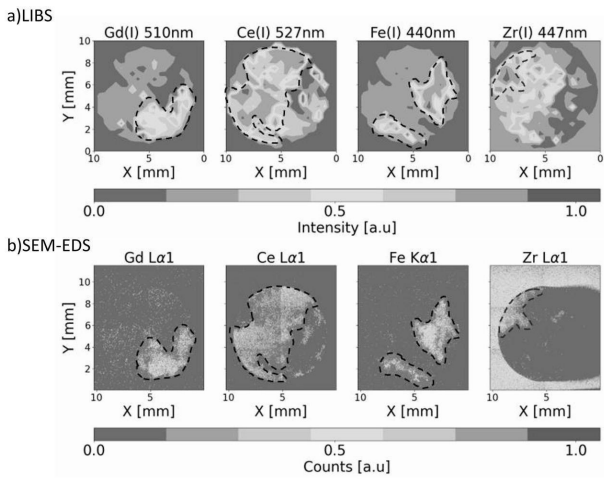 a)LIBS
Gd(I) 510nm Ce(I) 527nm Fe(I) 440nm Zr(I) 447nm
Y [mm]
10
8
6
4
2
0
10 5 0 10 5 0 10 5 0 10 5 0
X [mm] X [mm] X [mm] X [mm]
0.0 0.5 1.0
Intensity [a.u]
b)SEM-EDS
Gd Lα1 Ce Lα1 Fe Kα1 Zr Lα1
Y [mm]
10
8
6
4
2
10 5 10 5 10 5 10 5
X [mm] X [mm] X [mm] X [mm]
0.0 0.5 1.0
Counts [a.u]